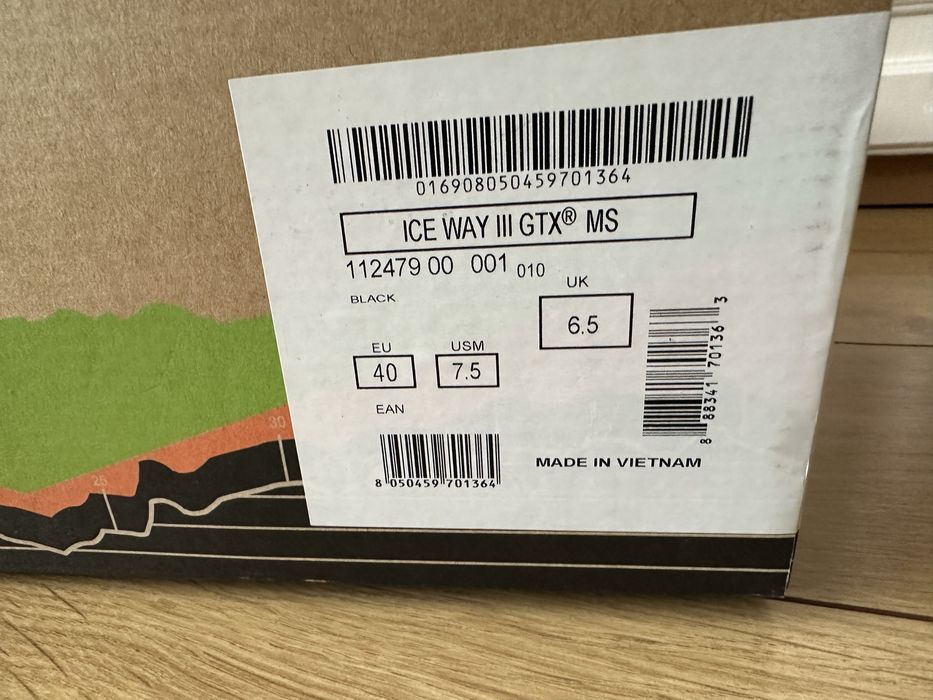 016908050459701364
ICE WAY III GTX® MS
112479 00 001 010
BLACK
UK
6.5
EU
USM
40
7.5
EAN
8 050459 701364
8 88341 70136 3
MADE IN VIETNAM
30
25